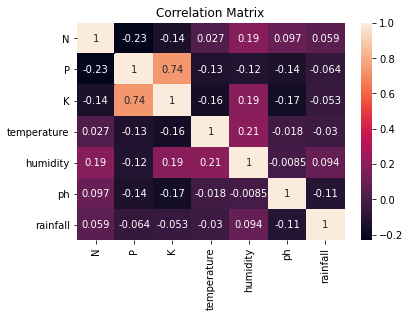 Correlation Matrix
N 1 -0.23 -0.14 0.027 0.19 0.097 0.059
P -0.23 1 0.74 -0.13 -0.12 -0.14 -0.064
K -0.14 0.74 1 -0.16 0.19 -0.17 -0.053
temperature 0.027 -0.13 -0.16 1 0.21 -0.018 -0.03
humidity 0.19 -0.12 0.19 0.21 1 -0.0085 0.094
ph 0.097 -0.14 -0.17 -0.018 -0.0085 1 -0.11
rainfall 0.059 -0.064 -0.053 -0.03 0.094 -0.11 1
N P K temperature humidity ph rainfall
1.0
0.8
0.6
0.4
0.2
0.0
-0.2